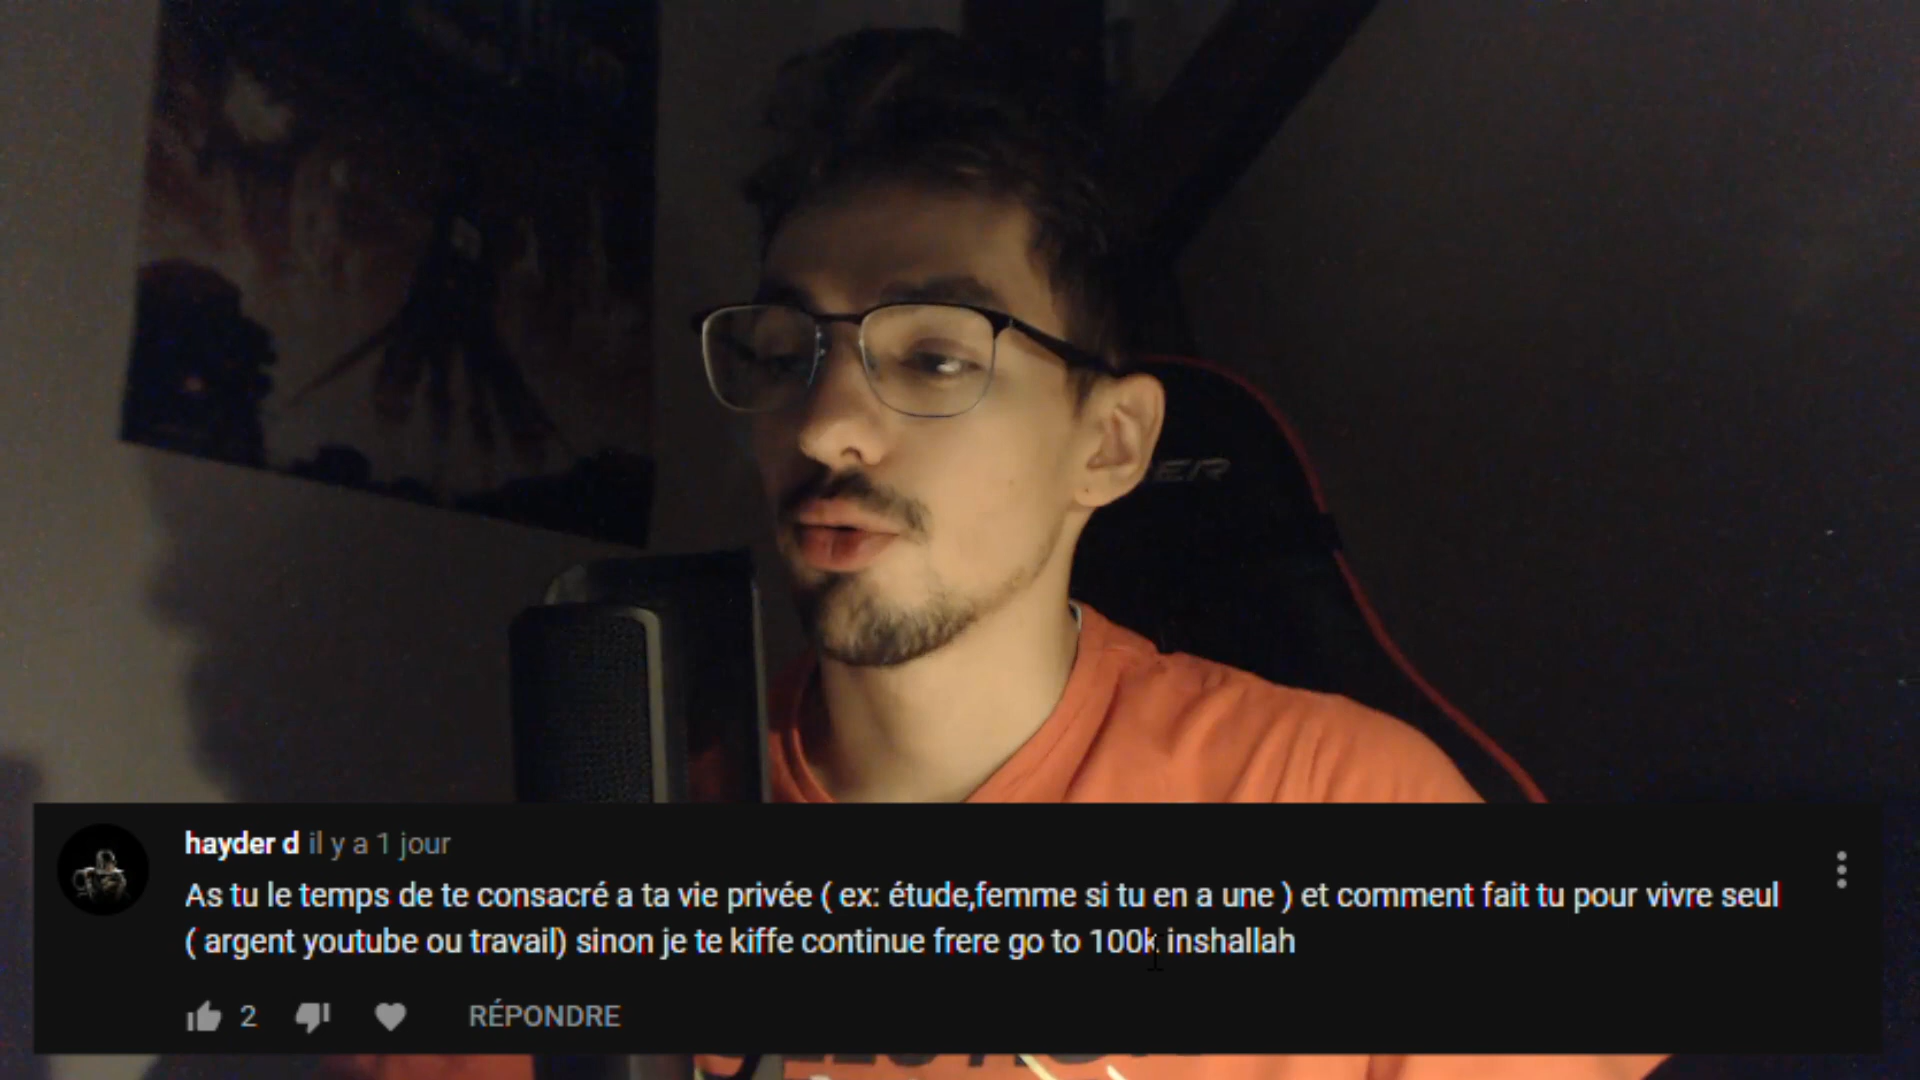 ER
hayder d il y a 1 jour
As tu le temps de te consacré a ta vie privée ( ex: étude,femme si tu en a une ) et comment fait tu pour vivre seul
( argent youtube ou travail) sinon je te kiffe continue frere go to 100k inshallah
2
RÉPONDRE